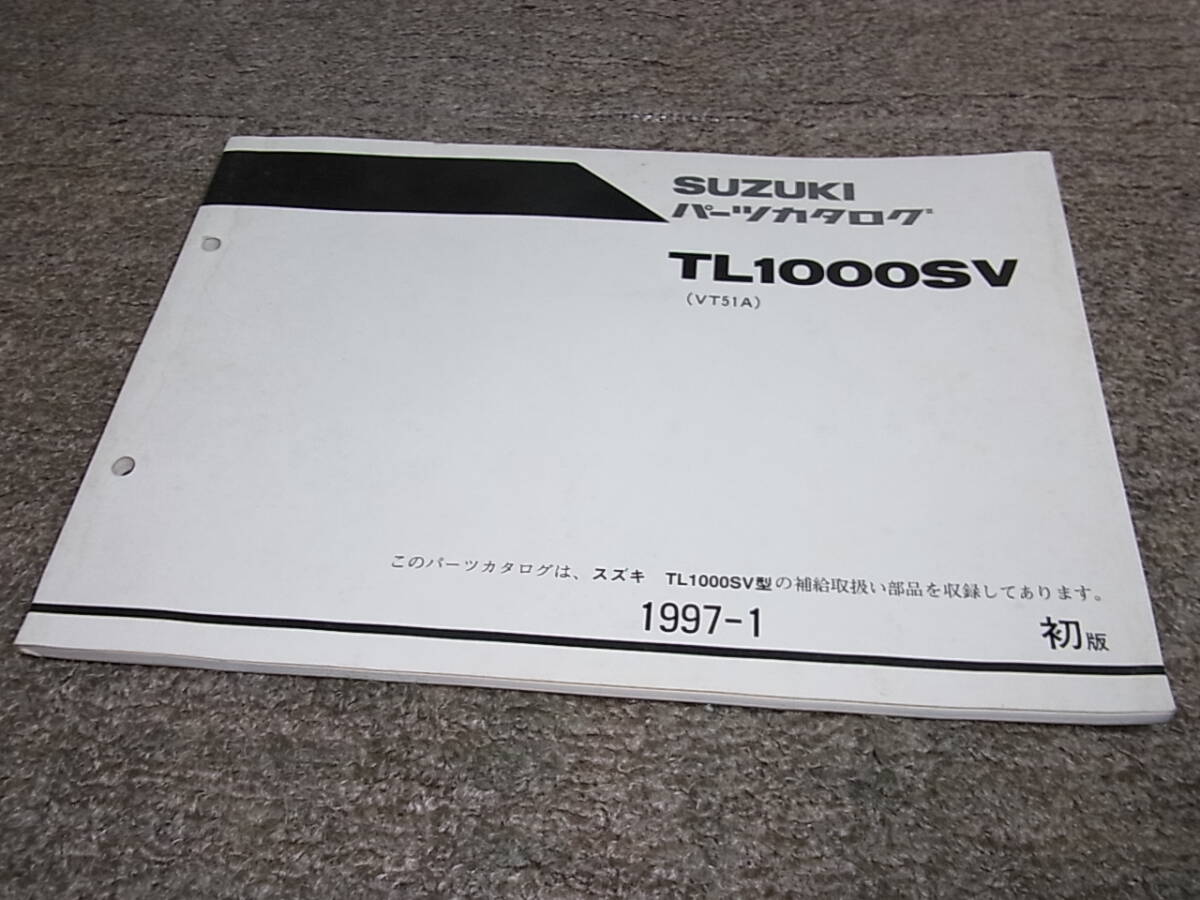 SUZUKI
パーツカタログ
TL1000SV
(VT51A)
このパーツカタログは、スズキ TL1000SV型の補給取扱い部品を収録してあります。
1997-1
初版